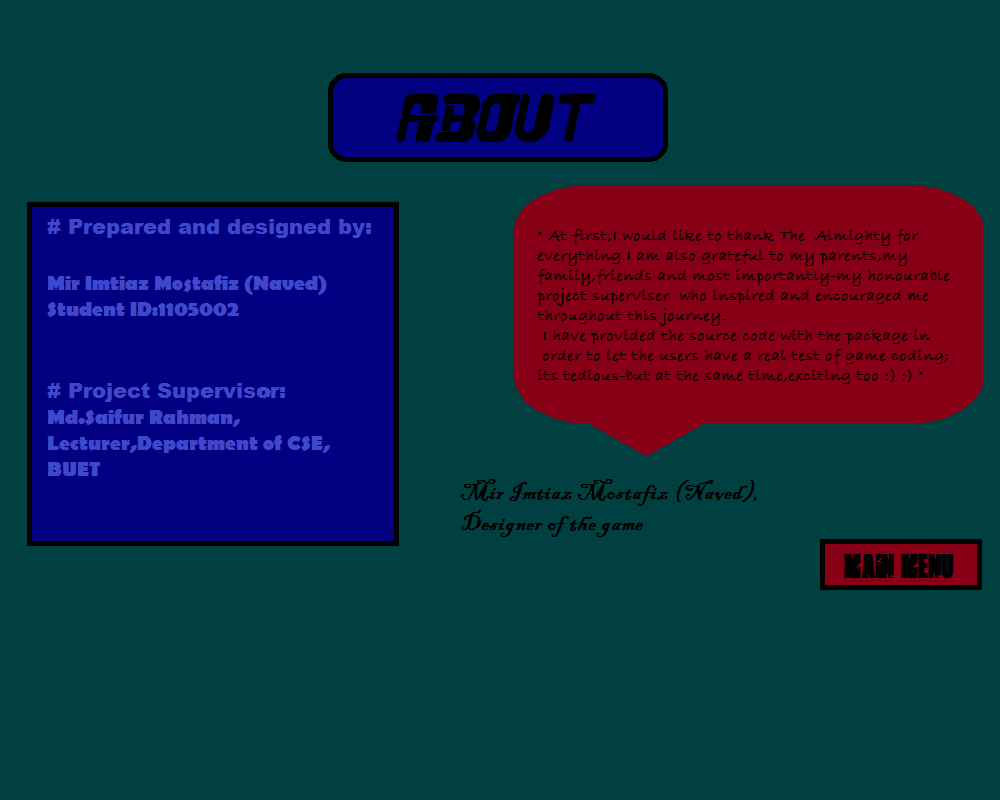 ABOUT
# Prepared and designed by:
Mir Imtiaz Mostafiz (Naved)
Student ID:1105002
# Project Supervisor:
Md.Saifur Rahman,
Lecturer,Department of CSE,
BUET
" At first,I would like to thank The  Almighty for
everything.I am also grateful to my parents,my
family,friends and most importantly-my honourable
project superviser  who inspired and encouraged me
throughout this journey.
I have provided the source code with the package in
order to let the users have a real test of game coding;
its tedious-but at the same time,exciting too :) :) "
Mir Imtiaz Mostafiz (Naved),
Designer of the game
MAIN MENU